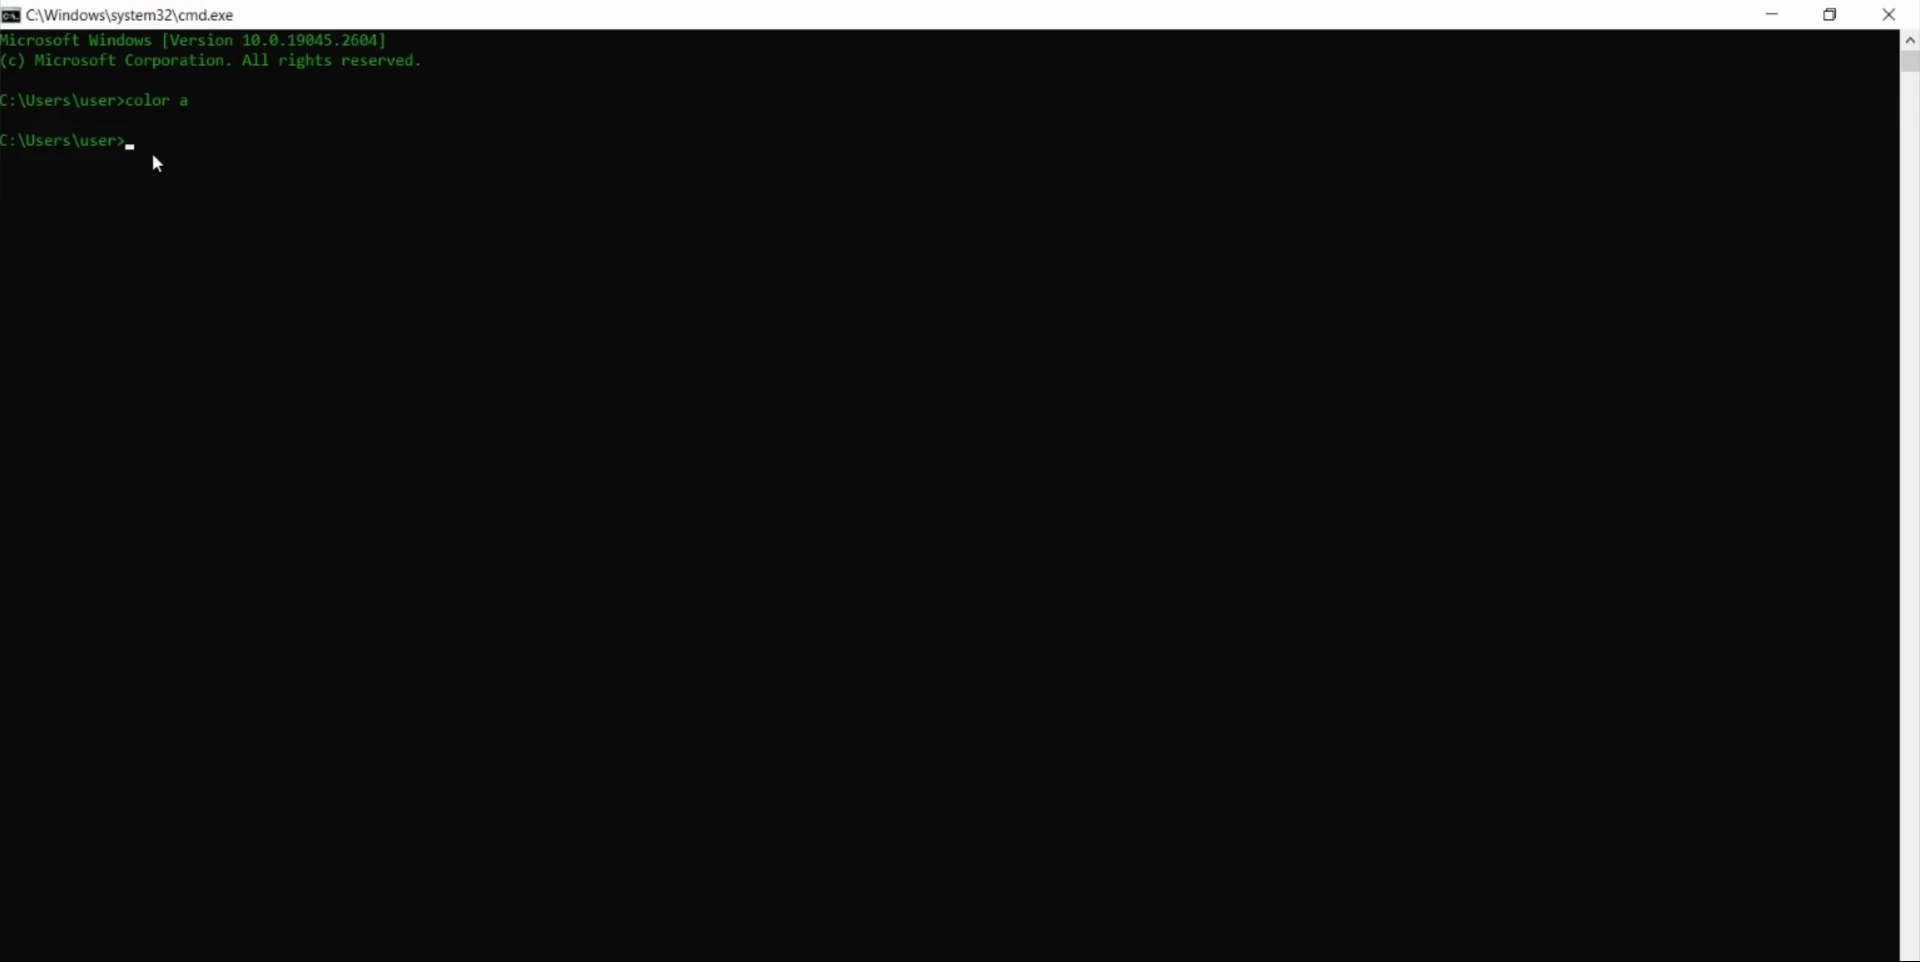 C:\Windows\system32\cmd.exe
Microsoft Windows [Version 10.0.19045.2604]
(c) Microsoft Corporation. All rights reserved.
C:\Users\user>color a
C:\Users\user>